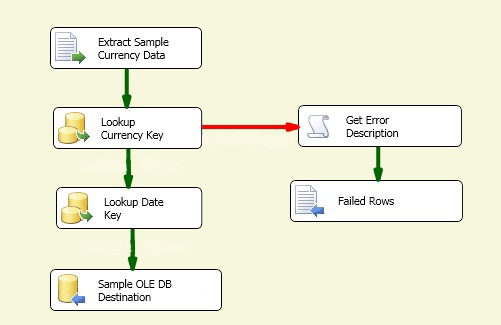 Extract Sample
Currency Data
Lookup
Currency Key
Get Error
Description
Lookup Date
Key
Failed Rows
Sample OLE DB
Destination